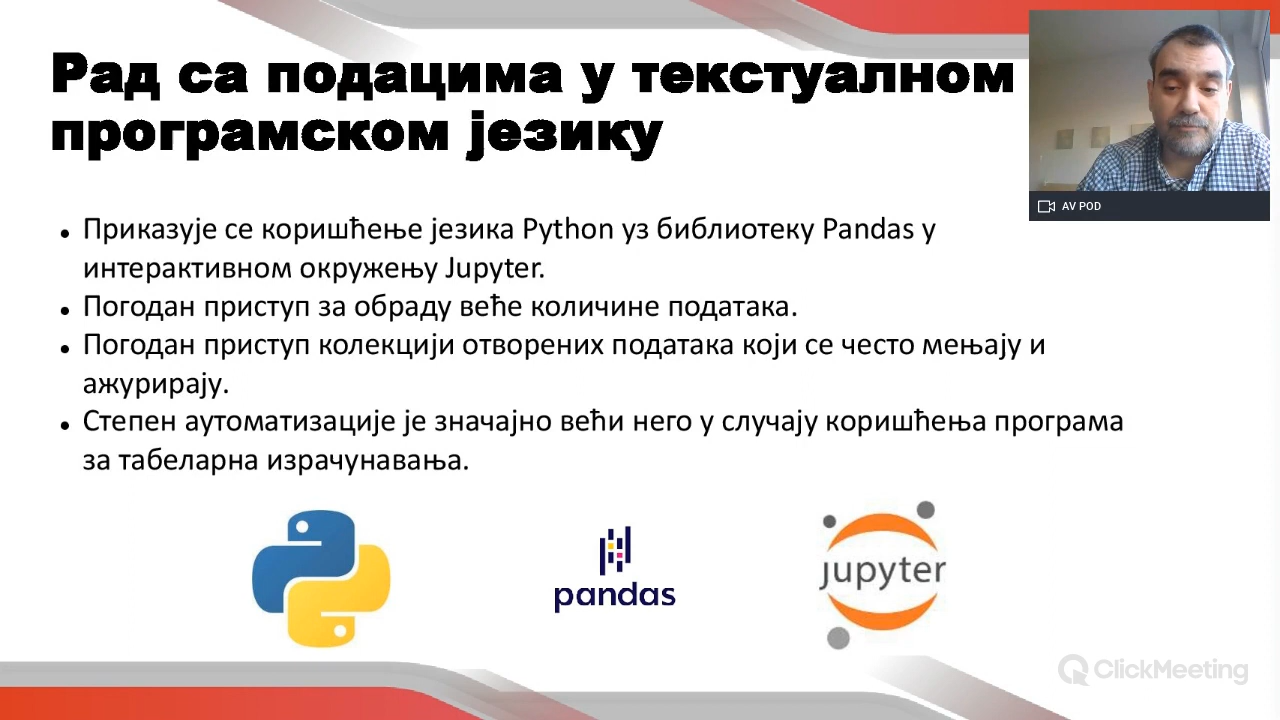 Рад са подацима у текстуалном
програмском језику
AV POD
• Приказује се коришћење језика Python уз библиотеку Pandas у
интерактивном окружењу Jupyter.
• Погодан приступ за обраду веће количине података.
• Погодан приступ колекцији отворених података који се често мењају и
ажурирају.
• Степен аутоматизације је значајно већи него у случају коришћења програма
за табеларна израчунавања.
pandas
jupyter
ClickMeeting